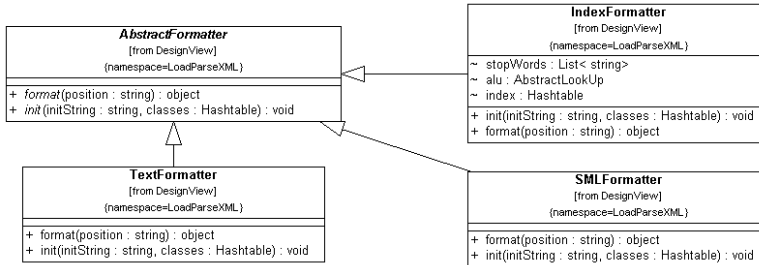 AbstractFormatter
[from DesignView]
{namespace=LoadParseXML}
+ format(position : string) : object
+ init(initString : string, classes : Hashtable) : void
IndexFormatter
[from DesignView]
{namespace=LoadParseXML}
~ stopWords : List< string>
~ alu : AbstractLookUp
~ index : Hashtable
+ init(initString : string, classes : Hashtable) : void
+ format(position : string) : object
TextFormatter
[from DesignView]
{namespace=LoadParseXML}
+ format(position : string) : object
+ init(initString : string, classes : Hashtable) : void
SMLFormatter
[from DesignView]
{namespace=LoadParseXML}
+ format(position : string) : object
+ init(initString : string, classes : Hashtable) : void